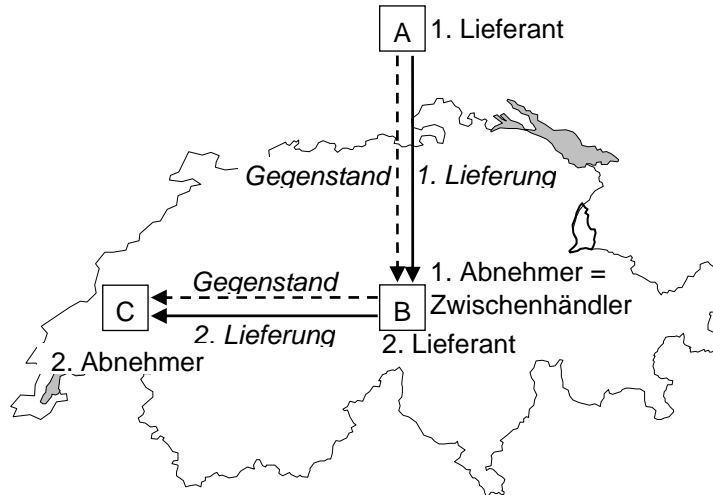 A
1. Lieferant
Gegenstand
1. Lieferung
Gegenstand
1. Abnehmer =
Zwischenhändler
C
B
2. Lieferung
2. Lieferant
2. Abnehmer